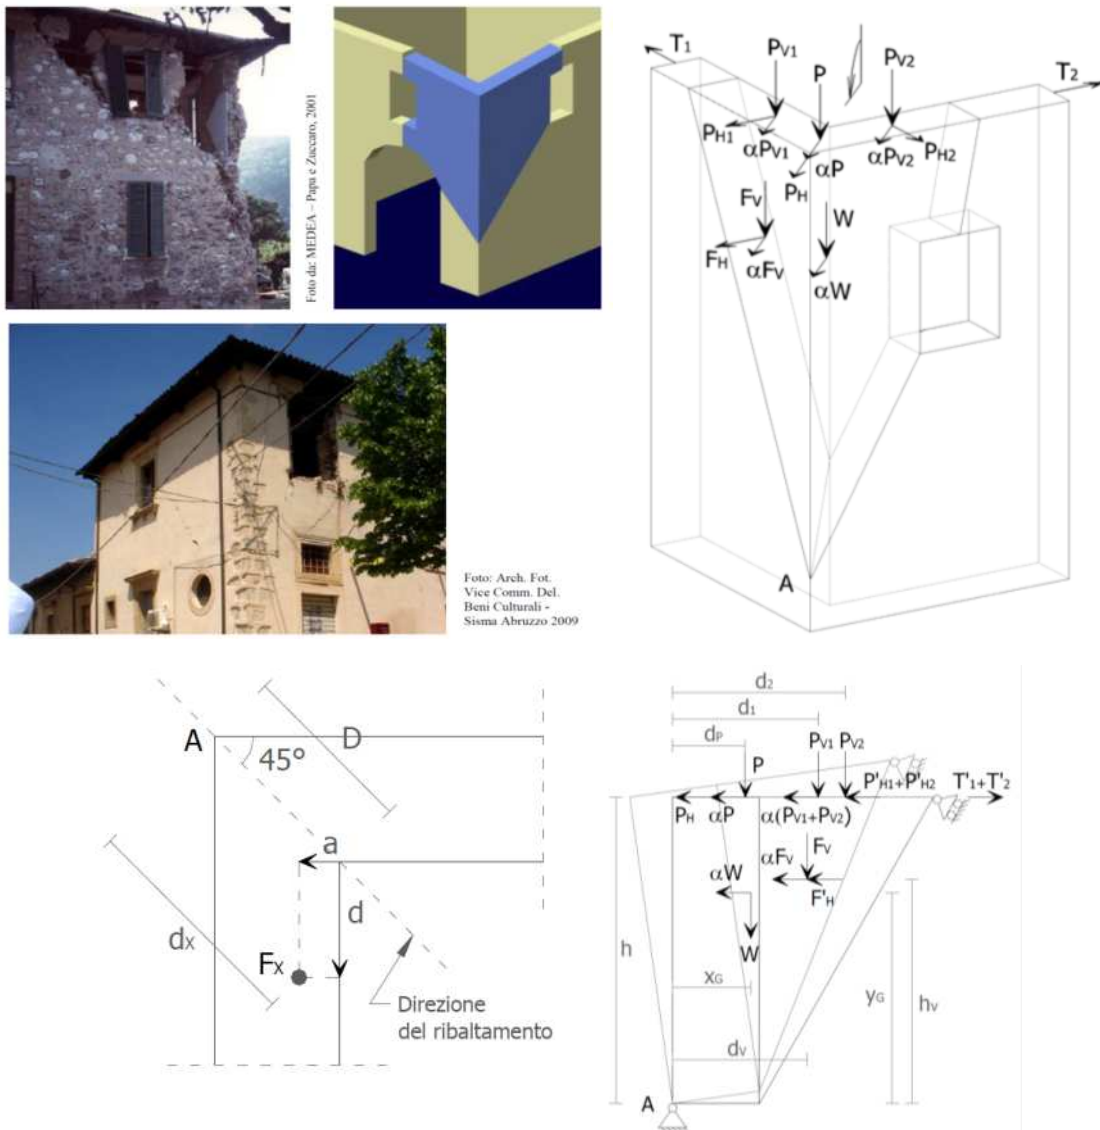 Foto da: MEDEA – Papa e Zuccaro, 2001
Foto: Arch. Fot.
Vice Comm. Del.
Beni Culturali -
Sisma Abruzzo 2009
T1
PV1
P
PV2
T2
PH1
αPV1
αP
αPV2
PH2
PH
FV
W
FH
αFV
αW
A
A
45°
D
a
d
dX
FX
Direzione
del ribaltamento
d2
d1
dP
P
PV1
PV2
P'H1+P'H2
T'1+T'2
PH
αP
α(PV1+PV2)
αFV
FV
αW
F'H
W
h
xG
yG
hV
dV
A